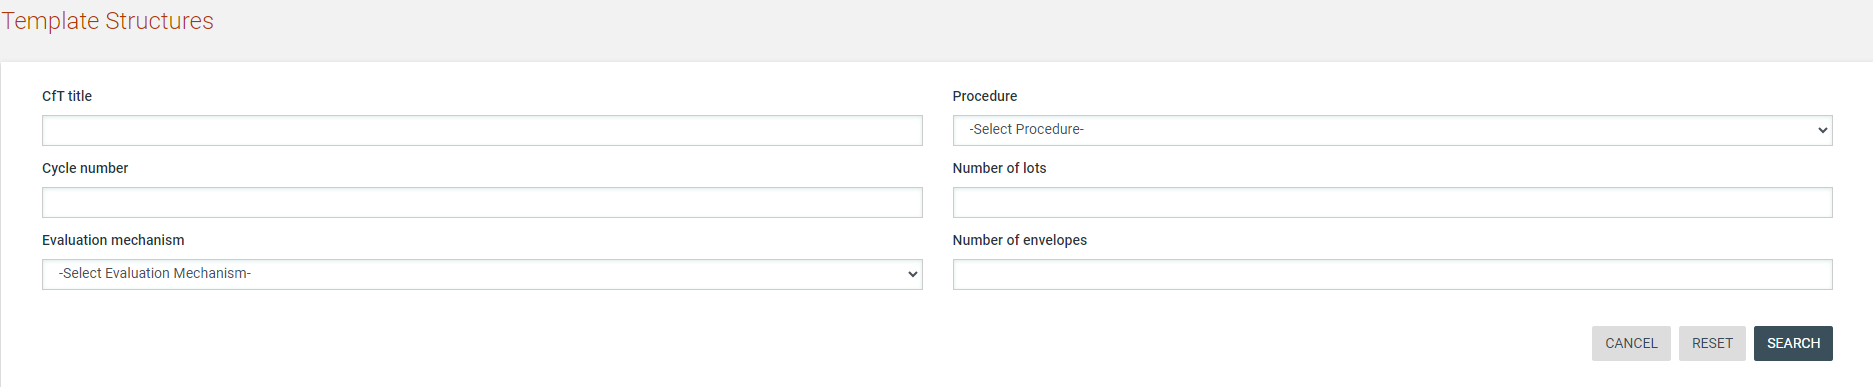 Template Structures
CfT title
Procedure
-Select Procedure-
Cycle number
Number of lots
Evaluation mechanism
-Select Evaluation Mechanism-
Number of envelopes
CANCEL
RESET
SEARCH